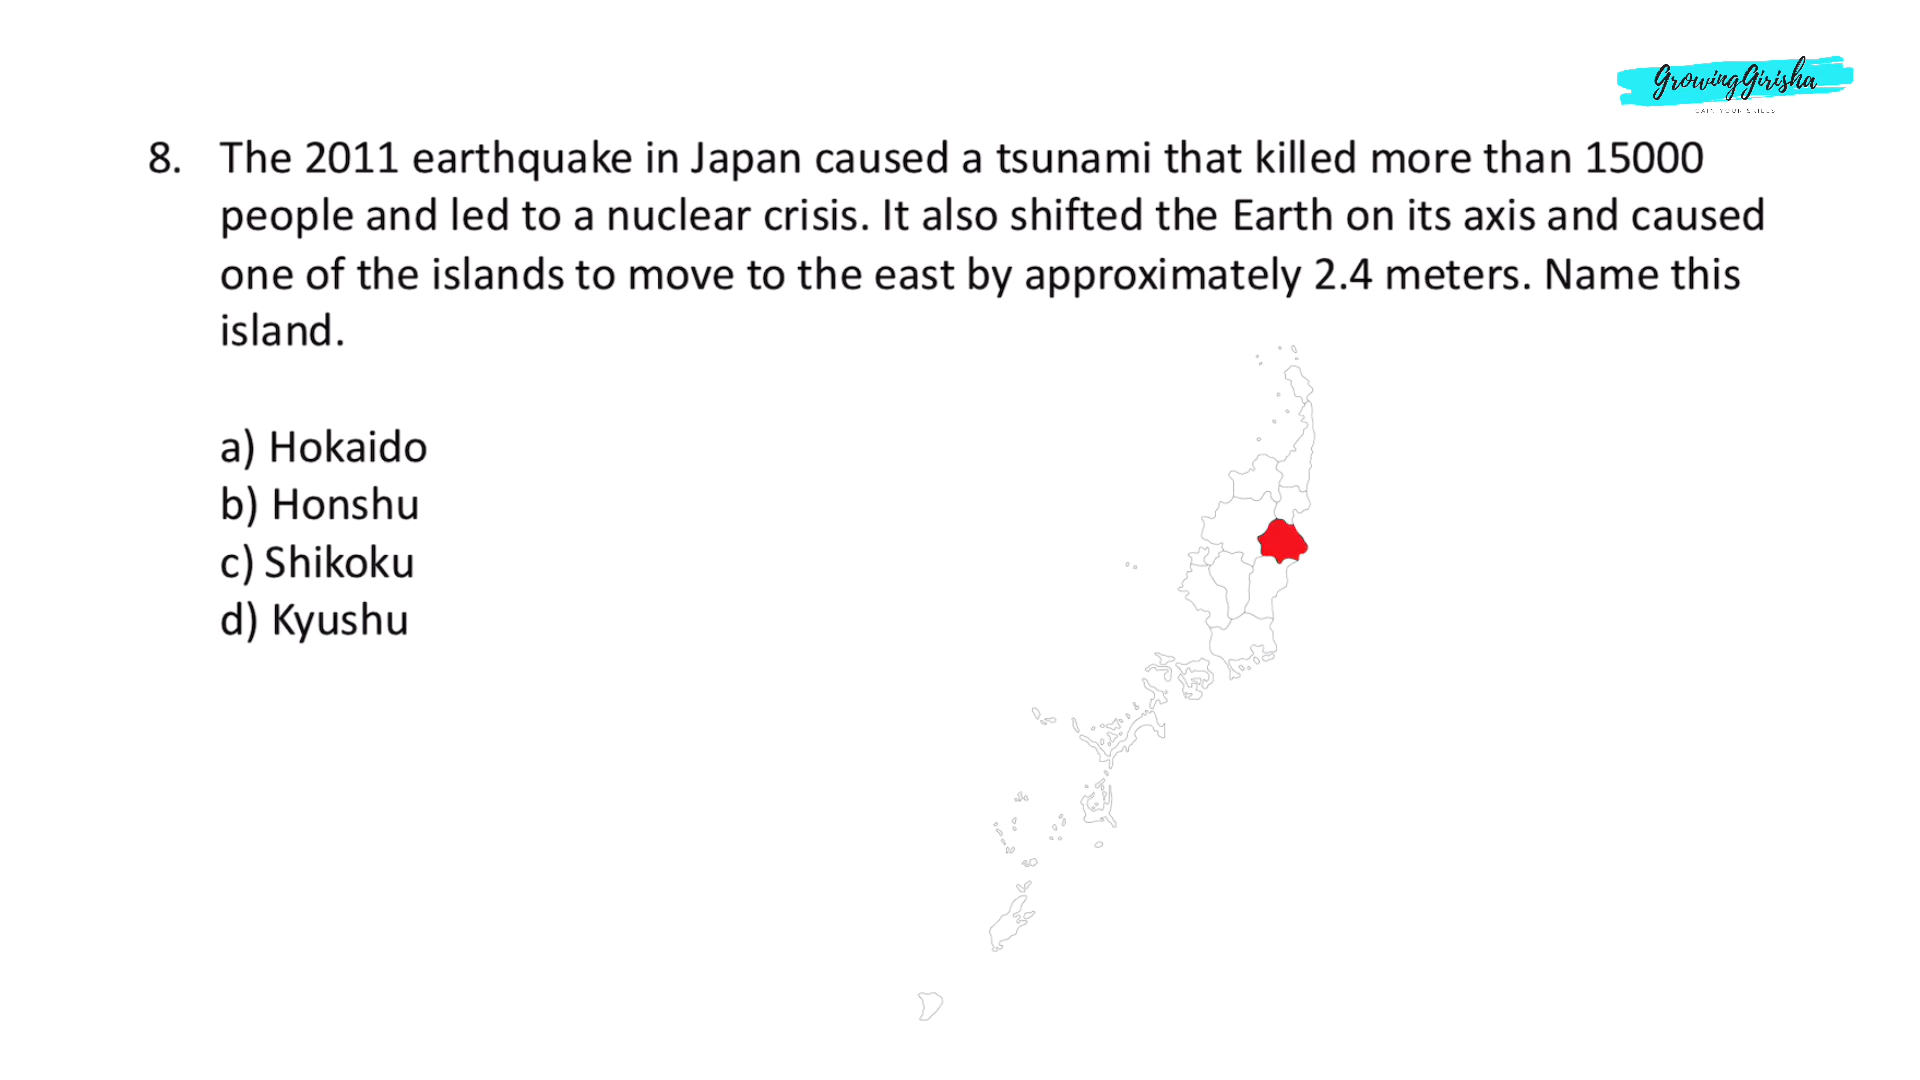 GrowingGirisha
8. The 2011 earthquake in Japan caused a tsunami that killed more than 15000
people and led to a nuclear crisis. It also shifted the Earth on its axis and caused
one of the islands to move to the east by approximately 2.4 meters. Name this
island.
a) Hokaido
b) Honshu
c) Shikoku
d) Kyushu